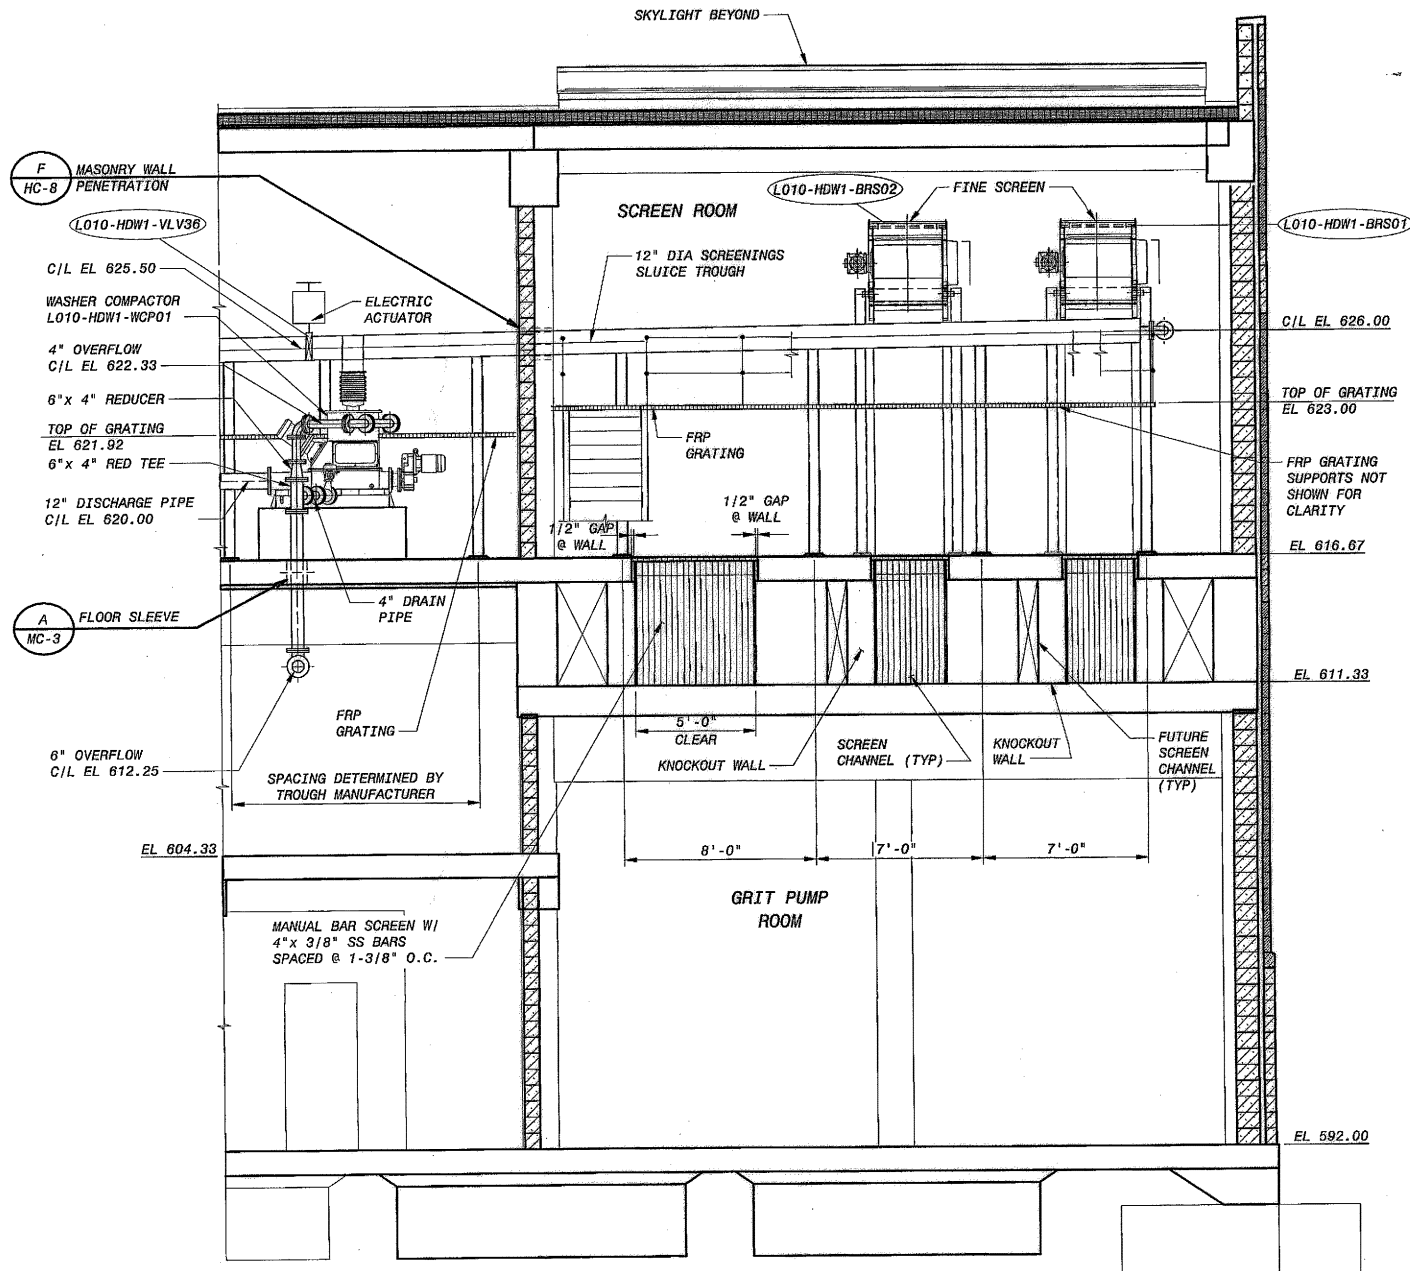 SKYLIGHT BEYOND
F
HC-8
MASONRY WALL
PENETRATION
L010-HDW1-VLV36
C/L EL 625.50
WASHER COMPACTOR
L010-HDW1-WCP01
ELECTRIC
ACTUATOR
4" OVERFLOW
C/L EL 622.33
6"x 4" REDUCER
TOP OF GRATING
EL 621.92
6"x 4" RED TEE
12" DISCHARGE PIPE
C/L EL 620.00
A
MC-3
FLOOR SLEEVE
4" DRAIN
PIPE
FRP
GRATING
6" OVERFLOW
C/L EL 612.25
SPACING DETERMINED BY
TROUGH MANUFACTURER
EL 604.33
MANUAL BAR SCREEN W/
4"x 3/8" SS BARS
SPACED @ 1-3/8" O.C.
SCREEN ROOM
12" DIA SCREENINGS
SLUICE TROUGH
L010-HDW1-BRS02
FINE SCREEN
L010-HDW1-BRS01
C/L EL 626.00
TOP OF GRATING
EL 623.00
FRP
GRATING
FRP GRATING
SUPPORTS NOT
SHOWN FOR
CLARITY
1/2" GAP
@ WALL
1/2" GAP
@ WALL
EL 616.67
EL 611.33
5'-0"
CLEAR
KNOCKOUT WALL
SCREEN
CHANNEL (TYP)
KNOCKOUT
WALL
FUTURE
SCREEN
CHANNEL
(TYP)
8'-0"
7'-0"
7'-0"
GRIT PUMP
ROOM
EL 592.00